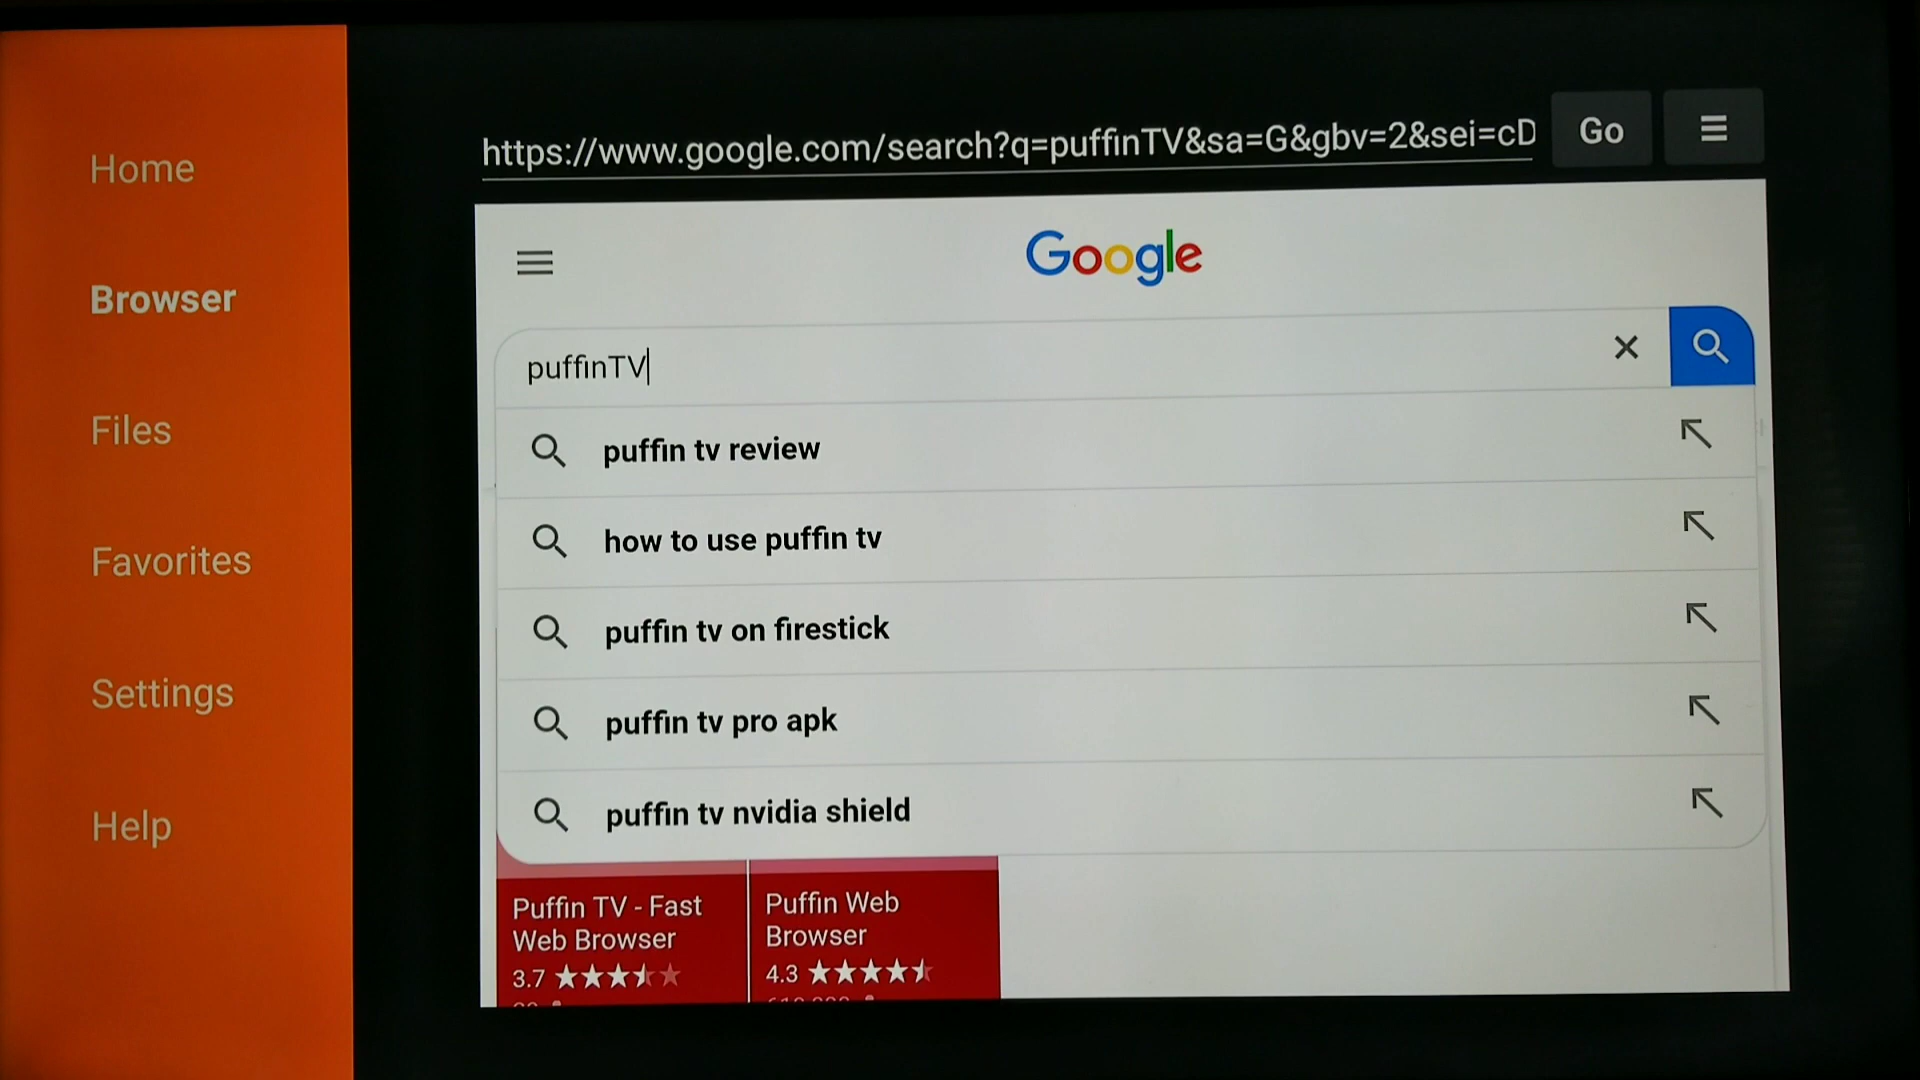 Home
Browser
Files
Favorites
Settings
Help
https://www.google.com/search?q=puffinTV&sa=G&gbv=2&sei=cD
Go
Google
puffinTV
puffin tv review
how to use puffin tv
puffin tv on firestick
puffin tv pro apk
puffin tv nvidia shield
Puffin TV - Fast
Web Browser
3.7
Puffin Web
Browser
4.3